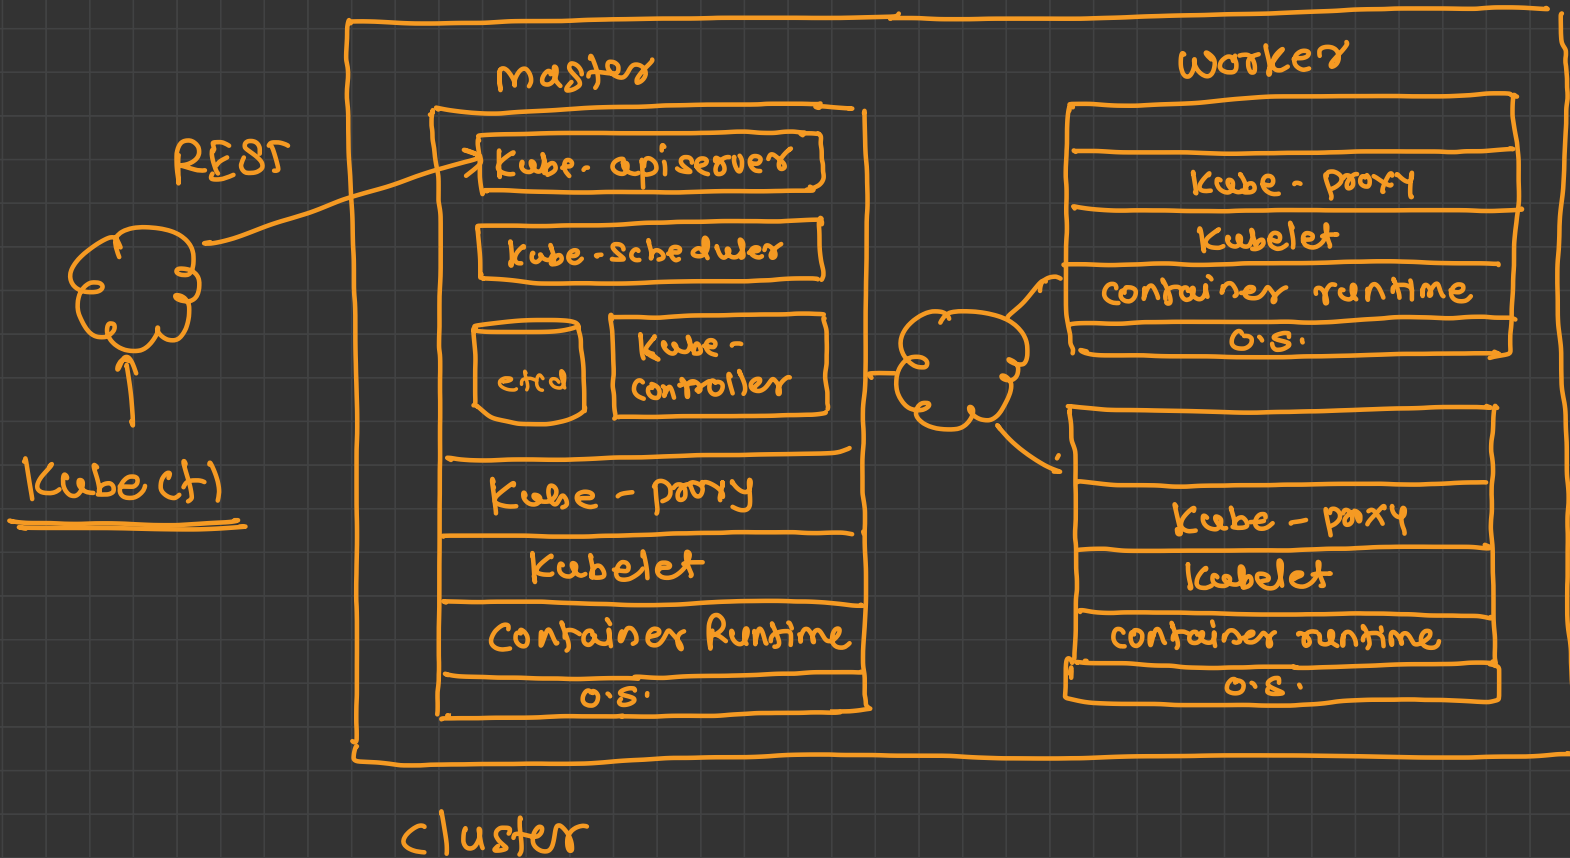 Master
Worker
REST
Kube-apiserver
Kube-scheduler
etcd
Kube-
controller
Kube-proxy
Kubelet
Container Runtime
O.S.
Kubectl
Kube-proxy
Kubelet
container runtime
O.S.
Kube-proxy
Kubelet
container runtime
O.S.
Cluster